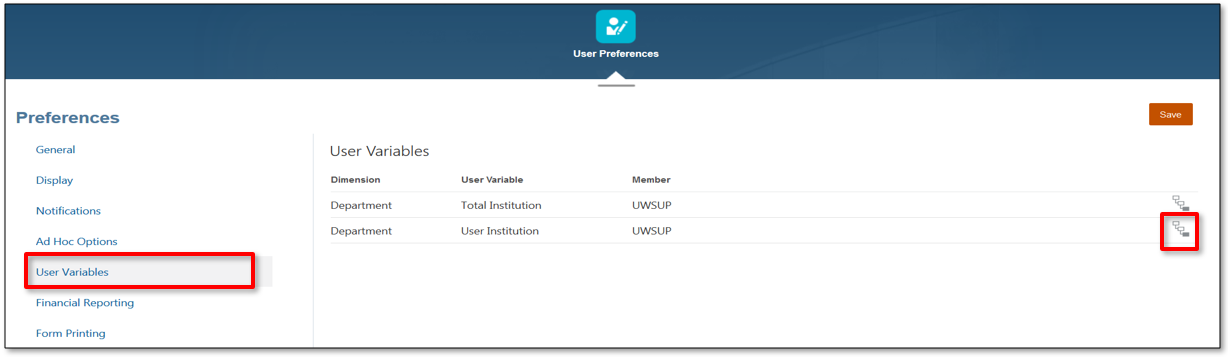 User Preferences
Preferences
Save
General
Display
Notifications
Ad Hoc Options
User Variables
Financial Reporting
Form Printing
User Variables
Dimension User Variable Member
Department Total Institution UWSUP
Department User Institution UWSUP